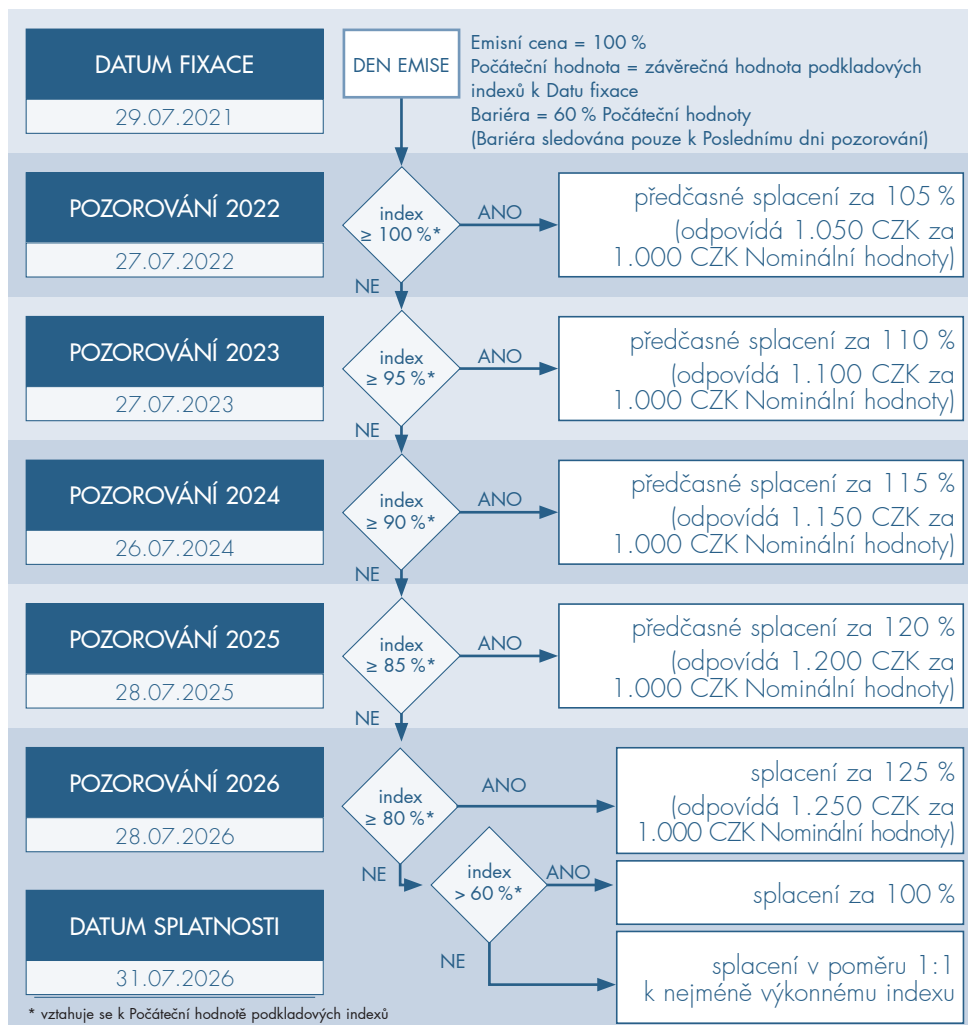 DATUM FIXACE
29.07.2021
DEN EMISE
Emisní cena = 100 %
Počáteční hodnota = závěrečná hodnota podkladových
indexů k Datu fixace
Bariéra = 60 % Počáteční hodnoty
(Bariéra sledována pouze k Poslednímu dni pozorování)
POZOROVÁNÍ 2022
27.07.2022
index
≥ 100 %*
ANO
předčasné splacení za 105 %
(odpovídá 1.050 CZK za
1.000 CZK Nominální hodnoty)
NE
POZOROVÁNÍ 2023
27.07.2023
index
≥ 95 %*
ANO
předčasné splacení za 110 %
(odpovídá 1.100 CZK za
1.000 CZK Nominální hodnoty)
NE
POZOROVÁNÍ 2024
26.07.2024
index
≥ 90 %*
ANO
předčasné splacení za 115 %
(odpovídá 1.150 CZK za
1.000 CZK Nominální hodnoty)
NE
POZOROVÁNÍ 2025
28.07.2025
index
≥ 85 %*
ANO
předčasné splacení za 120 %
(odpovídá 1.200 CZK za
1.000 CZK Nominální hodnoty)
NE
POZOROVÁNÍ 2026
28.07.2026
index
≥ 80 %*
ANO
splacení za 125 %
(odpovídá 1.250 CZK za
1.000 CZK Nominální hodnoty)
NE
index
> 60 %*
ANO
splacení za 100 %
DATUM SPLATNOSTI
31.07.2026
NE
splacení v poměru 1:1
k nejméně výkonnému indexu
* vztahuje se k Počáteční hodnotě podkladových indexů